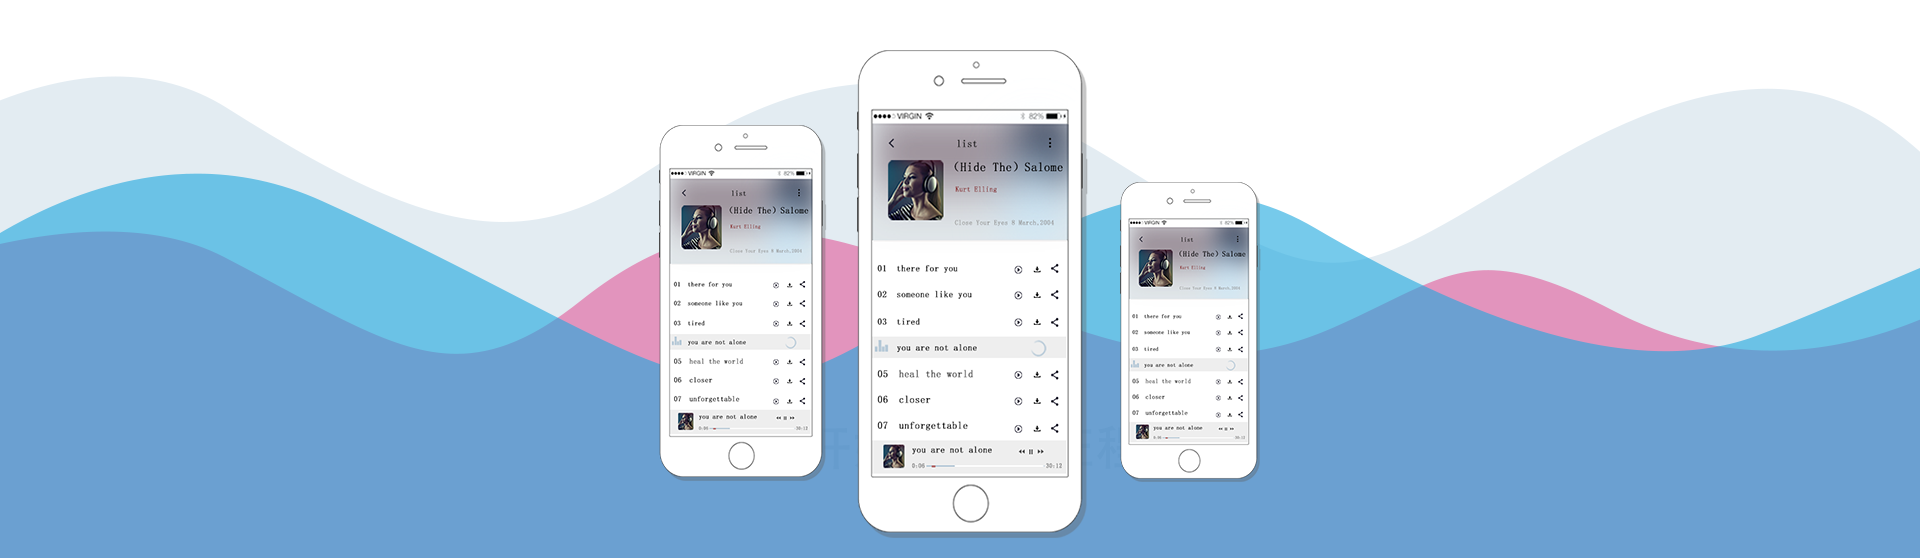 VIRGIN 82%
list
(Hide The) Salome
Kurt Elling
Close Your Eyes 9 March,2004
01 there for you
02 someone like you
03 tired
you are not alone
05 heal the world
06 closer
07 unforgettable
you are not alone
0:06 -30:12
VIRGIN 82%
list
(Hide The) Salome
Kurt Elling
Close Your Eyes 9 March,2004
01 there for you
02 someone like you
03 tired
you are not alone
05 heal the world
06 closer
07 unforgettable
you are not alone
0:06 -30:12
VIRGIN 82%
list
(Hide The) Salome
Kurt Elling
Close Your Eyes 9 March,2004
01 there for you
02 someone like you
03 tired
you are not alone
05 heal the world
06 closer
07 unforgettable
you are not alone
0:06 -30:12